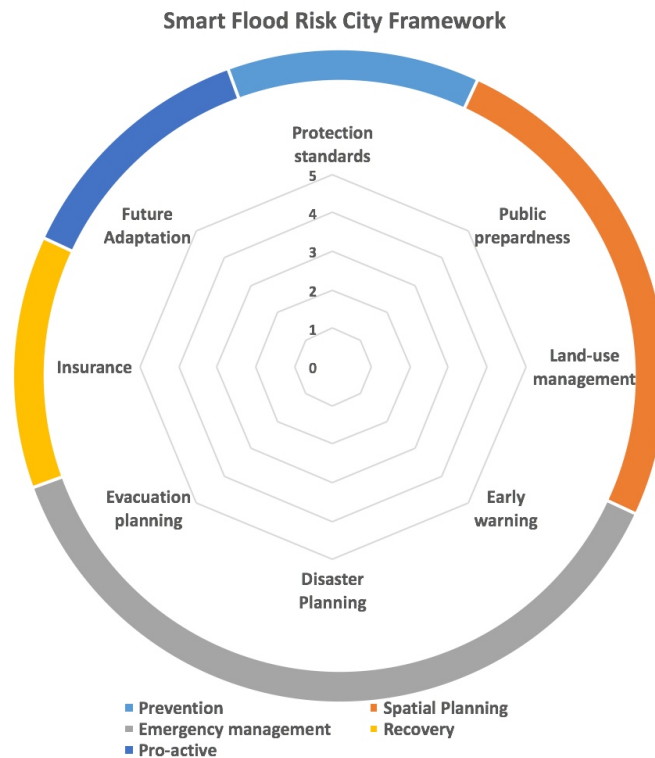 Smart Flood Risk City Framework
Protection
standards
5
4
3
2
1
0
Public
prepardness
Land-use
management
Early
warning
Disaster
Planning
Evacuation
planning
Insurance
Future
Adaptation
Prevention
Spatial Planning
Emergency management
Recovery
Pro-active